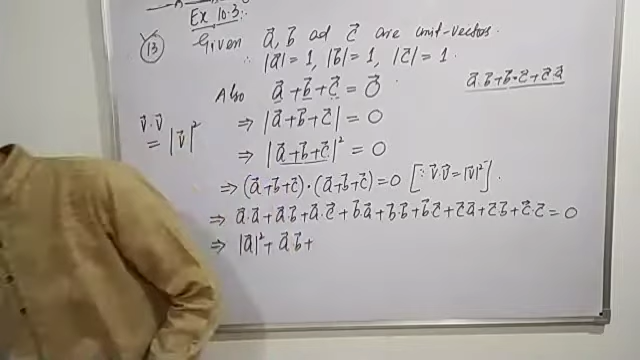 Ex 10.3:
(13) Given a⃗, b⃗ ad c⃗ are unit-vectors.
∴ |a⃗| = 1, |b⃗| = 1, |c⃗| = 1.
a⃗.b⃗ + b⃗.c⃗ + c⃗.a⃗
Also a⃗ + b⃗ + c⃗ = 0⃗
v⃗.v⃗ = |v⃗|²
⇒ |a⃗ + b⃗ + c⃗| = 0
⇒ |a⃗ + b⃗ + c⃗|² = 0
⇒ (a⃗ + b⃗ + c⃗) · (a⃗ + b⃗ + c⃗) = 0 [∵ v⃗.v⃗ = |v⃗|²].
⇒ a⃗.a⃗ + a⃗.b⃗ + a⃗.c⃗ + b⃗.a⃗ + b⃗.b⃗ + b⃗.c⃗ + c⃗.a⃗ + c⃗.b⃗ + c⃗.c⃗ = 0
⇒ |a⃗|² + a⃗.b⃗ +